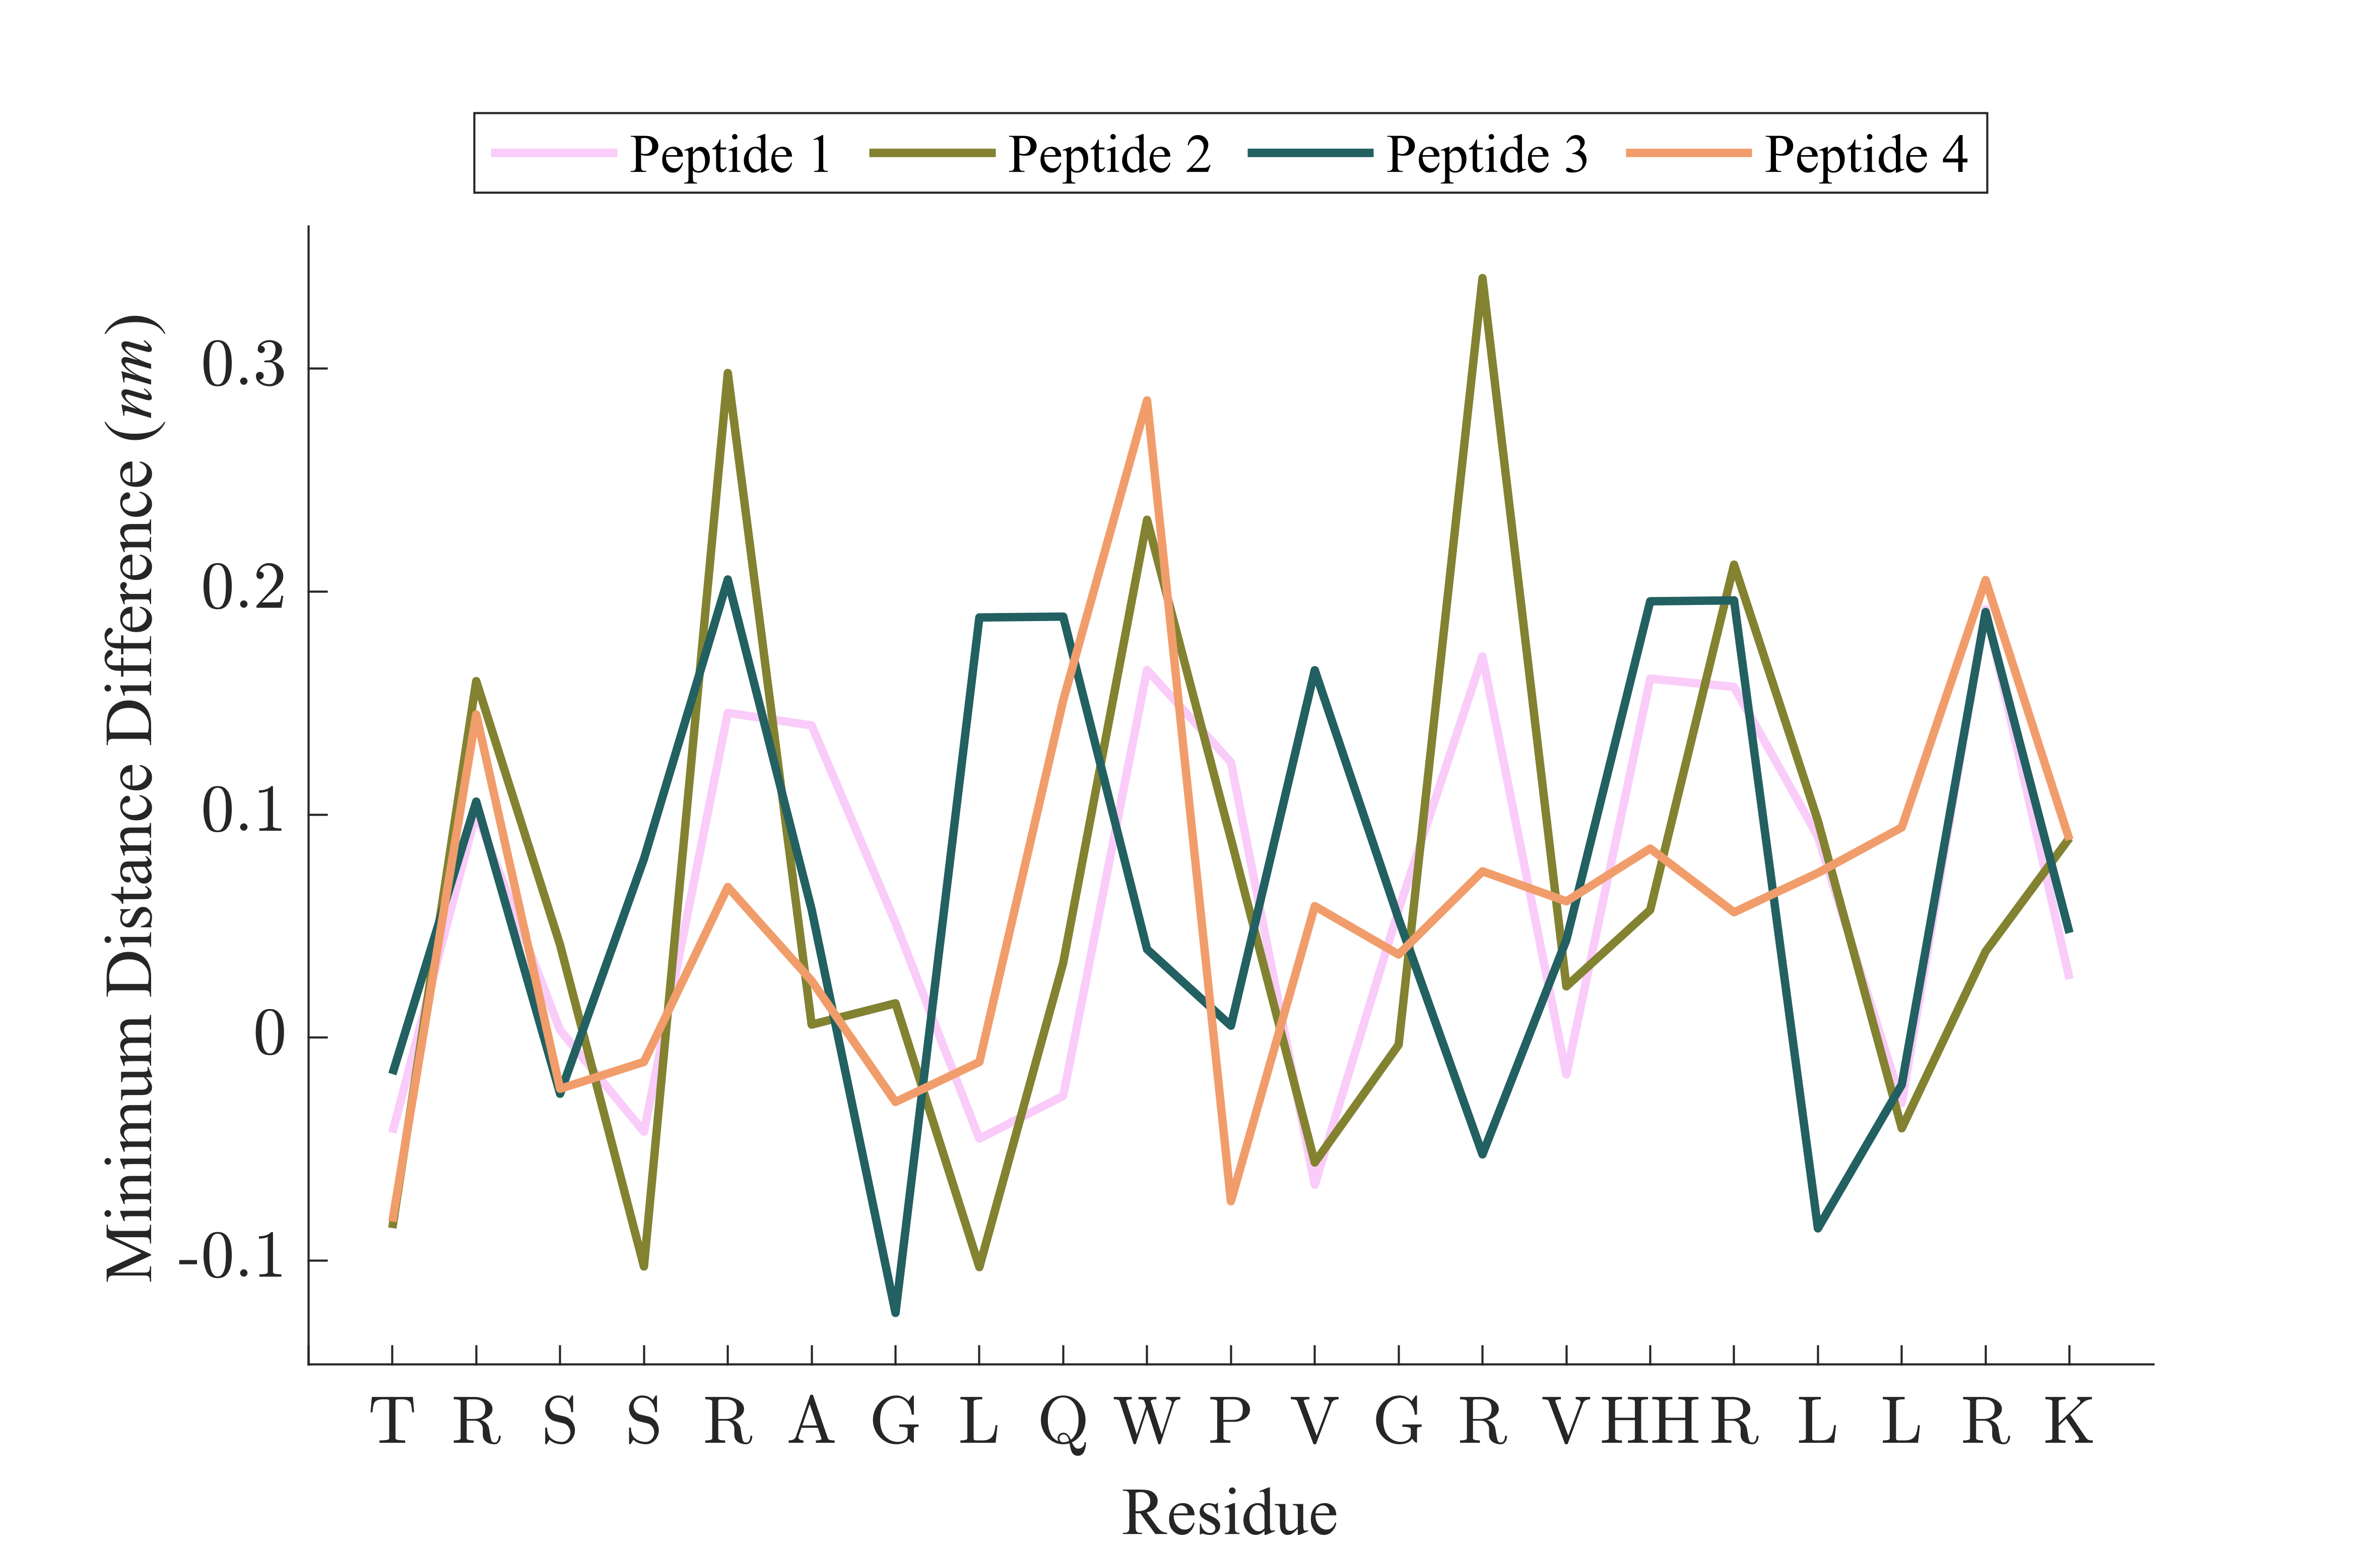 Peptide 1 Peptide 2 Peptide 3 Peptide 4
Minimum Distance Difference (nm)
0.3
0.2
0.1
0
-0.1
T R S S R A G L Q W P V G R V HHH R L L R K
Residue